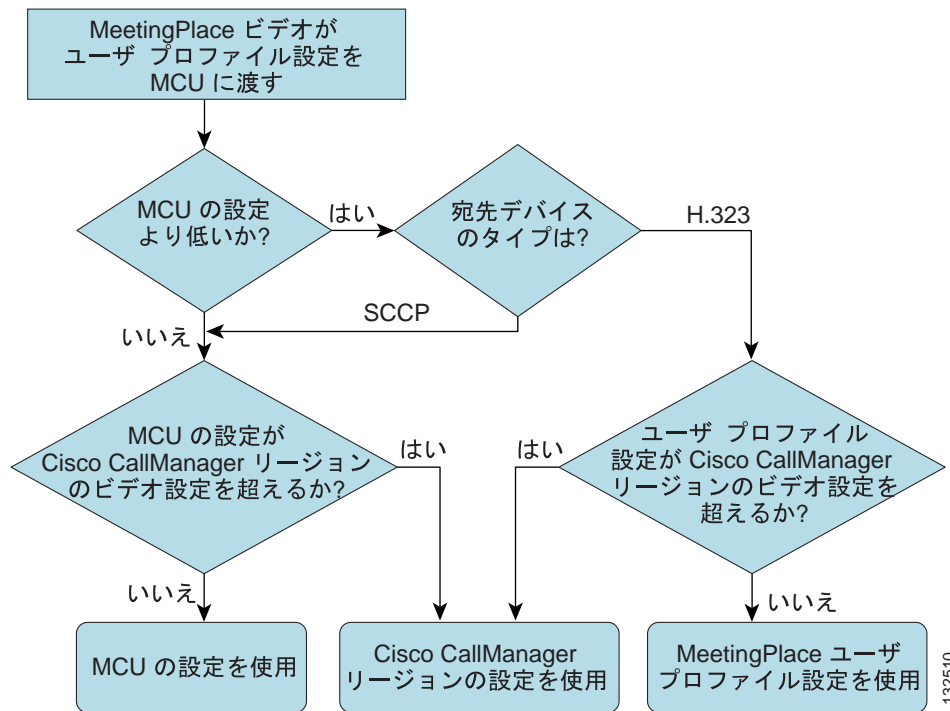 MeetingPlace ビデオが
ユーザ プロファイル設定を
MCU に渡す
MCU の設定
より低いか?
はい
宛先デバイス
のタイプは?
H.323
SCCP
いいえ
MCU の設定が
Cisco CallManager リージョン
のビデオ設定を超えるか?
はい
はい
ユーザ プロファイル
設定が Cisco CallManager
リージョンのビデオ設定を
超えるか?
いいえ
いいえ
MCU の設定を使用
Cisco CallManager
リージョンの設定を使用
MeetingPlace ユーザ
プロファイル設定を使用
132510